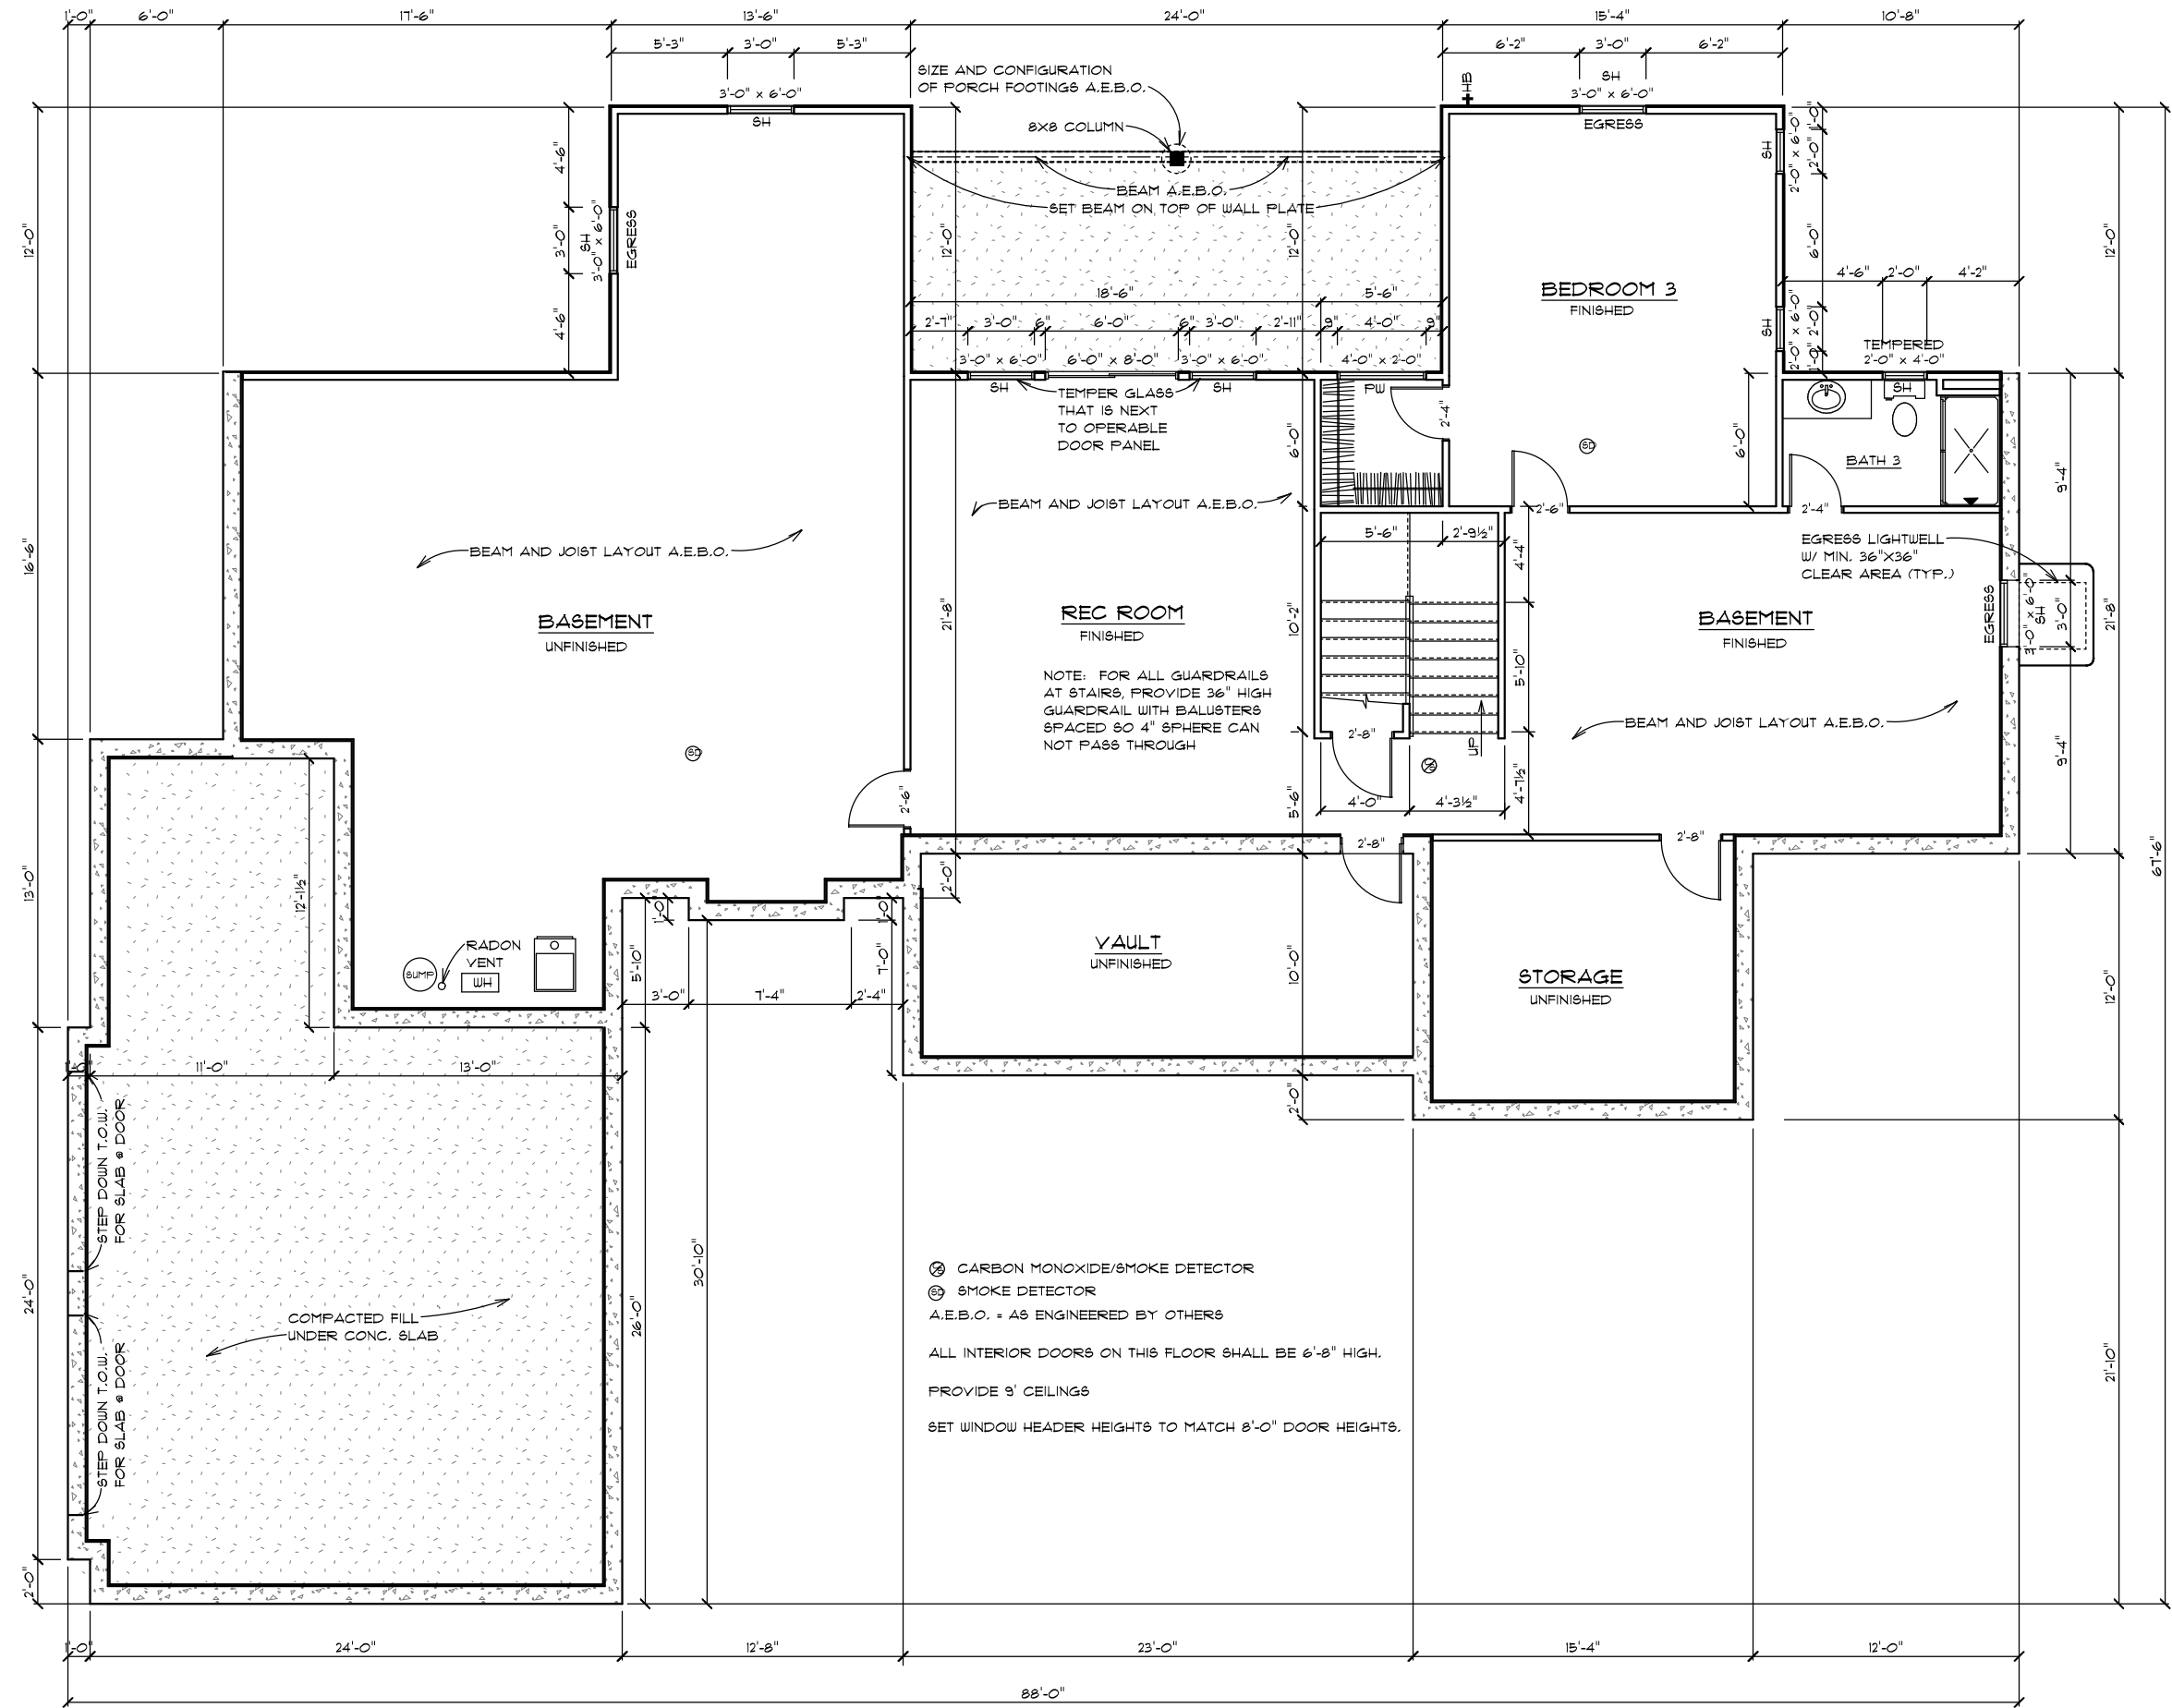 1'-0" 6'-0" 17'-6" 13'-6" 24'-0" 15'-4" 10'-8"
5'-3" 3'-0" 5'-3"
6'-2" 3'-0" 6'-2"
SIZE AND CONFIGURATION
OF PORCH FOOTINGS A.E.B.O.
3'-0" x 6'-0"
SH
8X8 COLUMN
HB
SH
3'-0" x 6'-0"
EGRESS
BEAM A.E.B.O.
SET BEAM ON TOP OF WALL PLATE
4'-6"
3'-0"
4'-6"
SH
3'-0" x 6'-0"
EGRESS
12'-0"
12'-0"
12'-0"
12'-0"
1'-0"
2'-0"
6'-0"
2'-0"
1'-0"
SH
2'-0" x 6'-0"
SH
2'-0" x 6'-0"
4'-6" 2'-0" 4'-2"
BEDROOM 3
FINISHED
18'-6" 5'-6"
2'-7" 3'-0" 6" 6'-0" 6" 3'-0" 2'-11" 9" 4'-0" 9"
3'-0" x 6'-0" 6'-0" x 8'-0" 3'-0" x 6'-0" 4'-0" x 2'-0"
SH SH PW
TEMPERED
2'-0" x 4'-0"
SH
TEMPER GLASS
THAT IS NEXT
TO OPERABLE
DOOR PANEL
2'-4"
SD
6'-0"
6'-0"
BATH 3
9'-4"
BEAM AND JOIST LAYOUT A.E.B.O.
2'-6"
2'-4"
5'-6" 2'-9½"
EGRESS LIGHTWELL
W/ MIN. 36"X36"
CLEAR AREA (TYP.)
16'-6"
BEAM AND JOIST LAYOUT A.E.B.O.
4'-4"
BASEMENT
UNFINISHED
21'-8"
REC ROOM
FINISHED
10'-2"
5'-10"
BASEMENT
FINISHED
EGRESS
3'-0" x 6'-0"
SH
3'-0"
21'-8"
NOTE: FOR ALL GUARDRAILS
AT STAIRS, PROVIDE 36" HIGH
GUARDRAIL WITH BALUSTERS
SPACED SO 4" SPHERE CAN
NOT PASS THROUGH
BEAM AND JOIST LAYOUT A.E.B.O.
2'-8"
UP
SD
9'-4"
4'-7½"
2'-6"
5'-6"
4'-0" 4'-3½"
2'-8"
2'-8"
67'-6"
13'-0"
12'-1½"
2'-0"
1'-0"
1'-0"
RADON
VENT
SUMP
WH
5'-10"
7'-0"
3'-0" 7'-4" 2'-4"
VAULT
UNFINISHED
10'-0"
STORAGE
UNFINISHED
12'-0"
1'-0" 11'-0" 13'-0"
2'-0"
STEP DOWN T.O.W.
FOR SLAB @ DOOR
24'-0"
30'-10"
26'-0"
COMPACTED FILL
UNDER CONC. SLAB
STEP DOWN T.O.W.
FOR SLAB @ DOOR
CARBON MONOXIDE/SMOKE DETECTOR
SD SMOKE DETECTOR
A.E.B.O. = AS ENGINEERED BY OTHERS
ALL INTERIOR DOORS ON THIS FLOOR SHALL BE 6'-8" HIGH.
PROVIDE 9' CEILINGS
SET WINDOW HEADER HEIGHTS TO MATCH 8'-0" DOOR HEIGHTS.
21'-10"
2'-0"
1'-0" 24'-0" 12'-8" 23'-0" 15'-4" 12'-0"
88'-0"